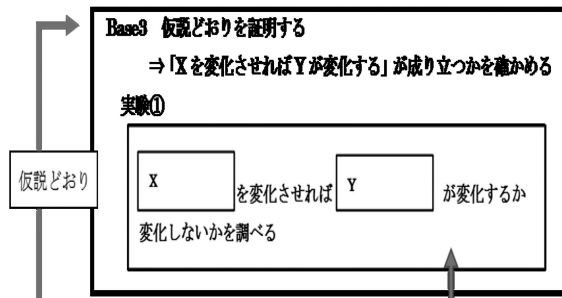 Base3 仮説どおりを証明する
⇒「Xを変化させればYが変化する」が成り立つかを確かめる
実験①
仮説どおり
X を変化させれば Y が変化するか
変化しないかを調べる